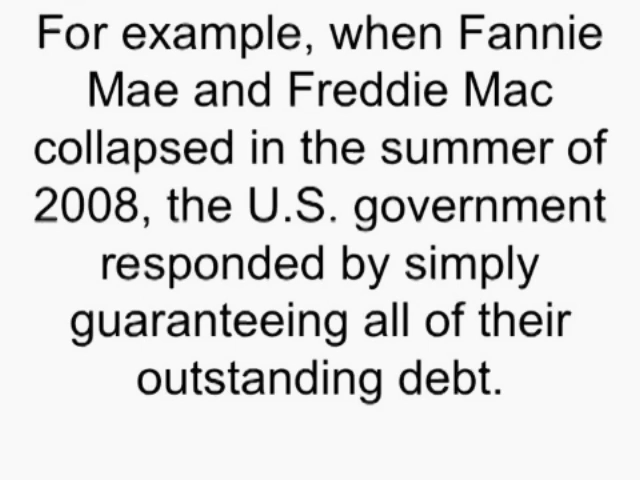 For example, when Fannie
Mae and Freddie Mac
collapsed in the summer of
2008, the U.S. government
responded by simply
guaranteeing all of their
outstanding debt.